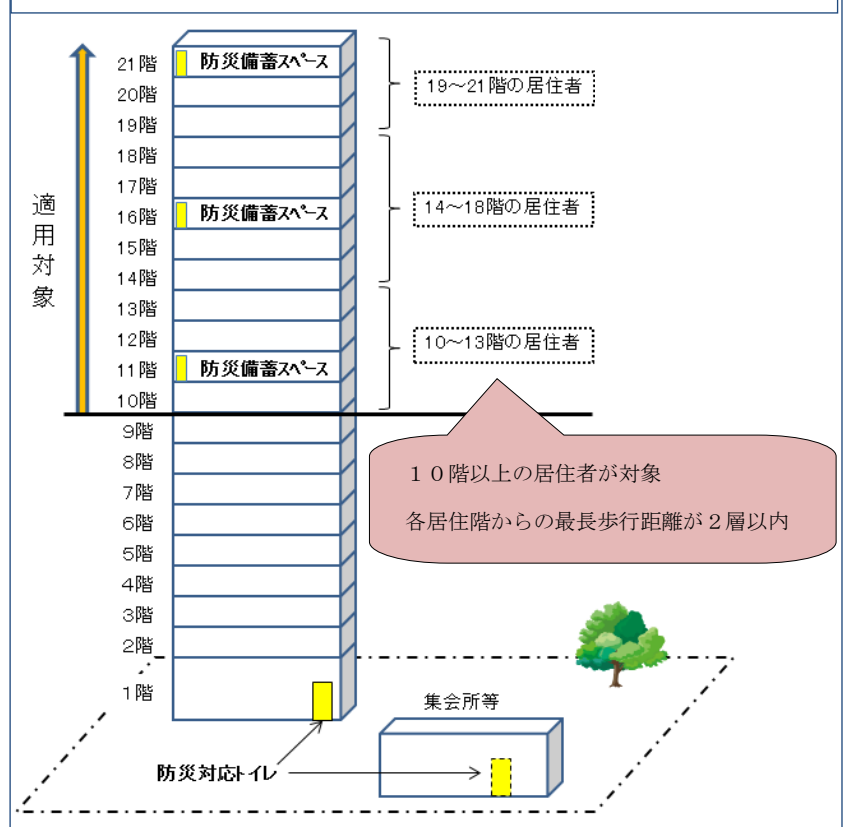 21階 防災備蓄スペース
20階
19階
19～21階の居住者
18階
17階
16階 防災備蓄スペース
15階
14階
14～18階の居住者
13階
12階
11階 防災備蓄スペース
10階
10～13階の居住者
適用対象
１０階以上の居住者が対象
各居住階からの最長歩行距離が２層以内
9階
8階
7階
6階
5階
4階
3階
2階
1階
集会所等
防災対応トイレ